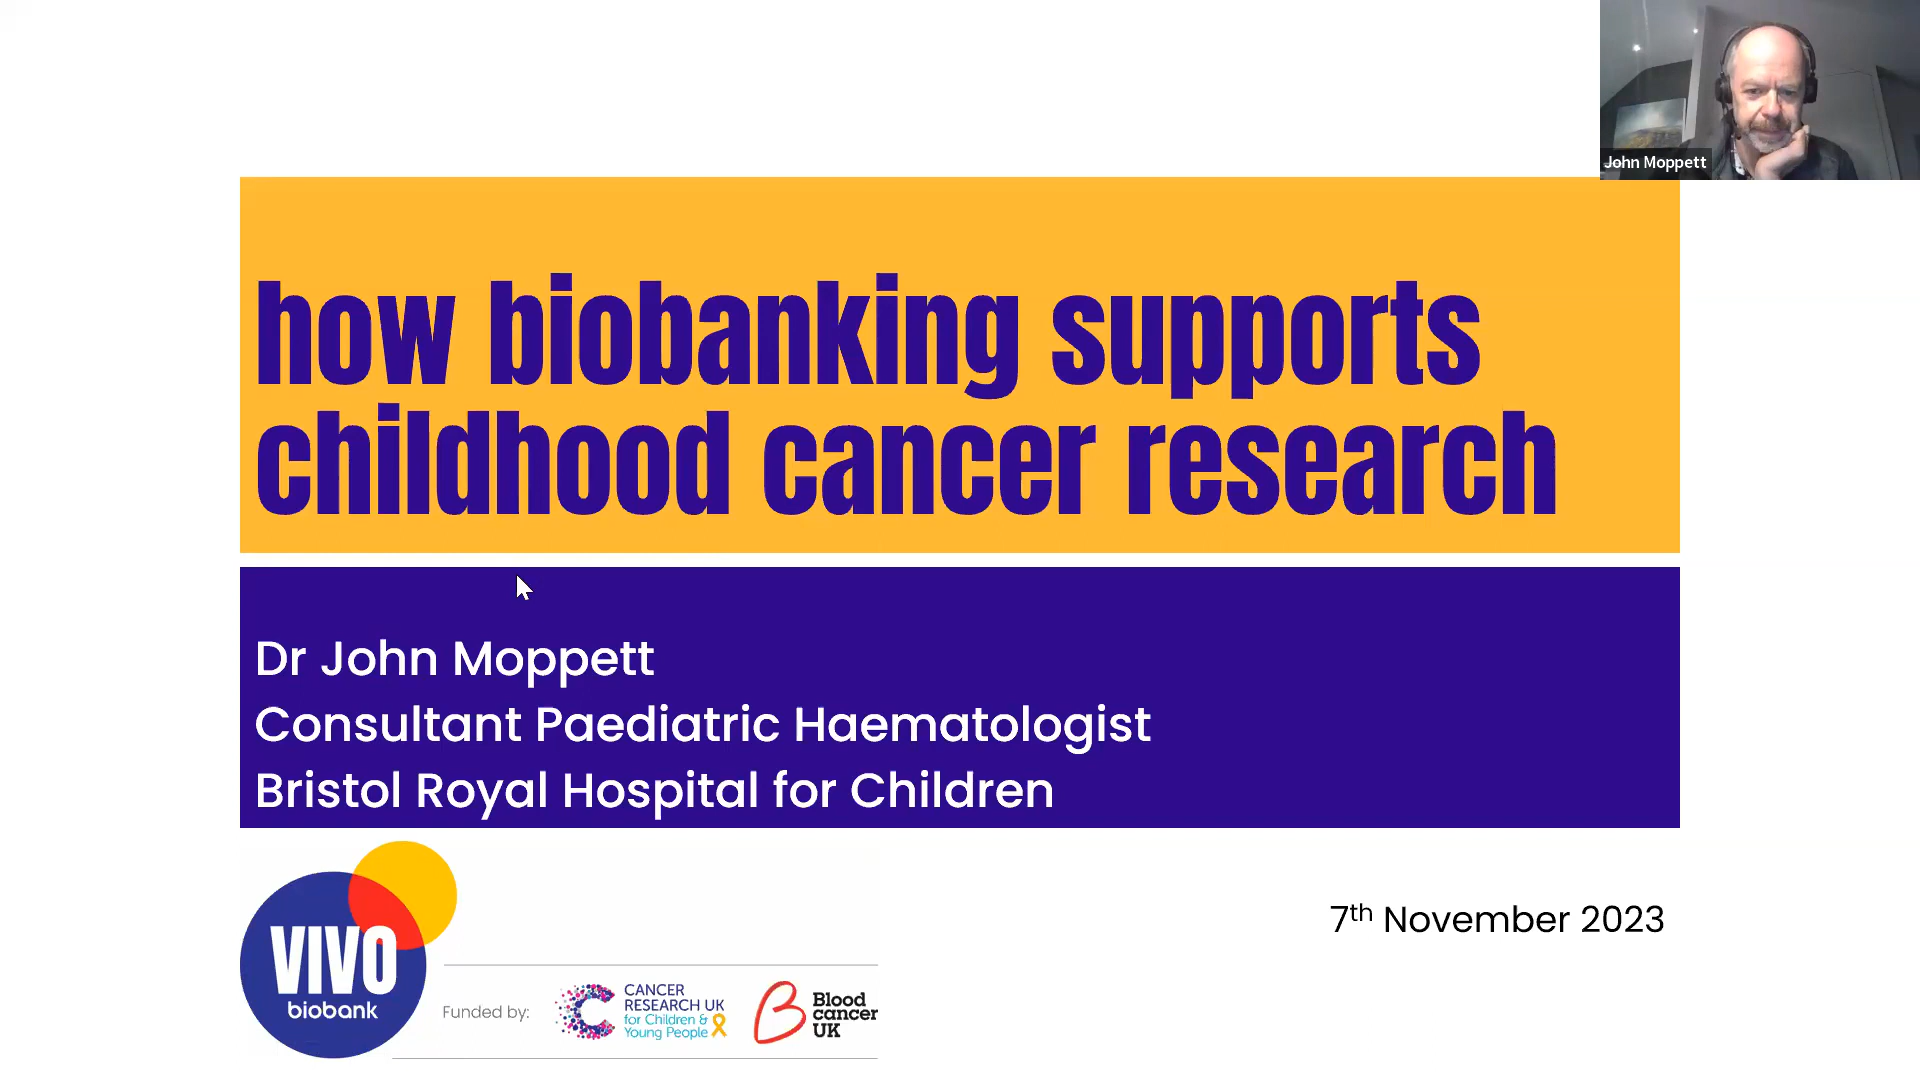 John Moppett
how biobanking supports
childhood cancer research
Dr John Moppett
Consultant Paediatric Haematologist
Bristol Royal Hospital for Children
7th November 2023
VIVO
biobank
Funded by:
CANCER
RESEARCH UK
for Children &
Young People
Blood
cancer
UK